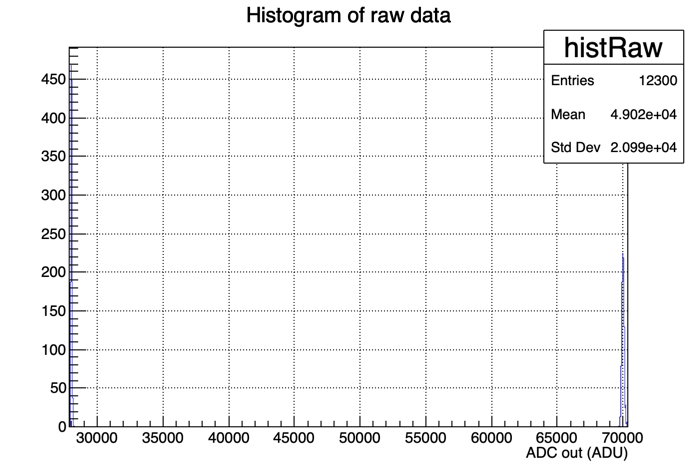 Histogram of raw data
histRaw
Entries 12300
Mean 4.902e+04
Std Dev 2.099e+04
450
400
350
300
250
200
150
100
50
0
30000 35000 40000 45000 50000 55000 60000 65000 70000
ADC out (ADU)